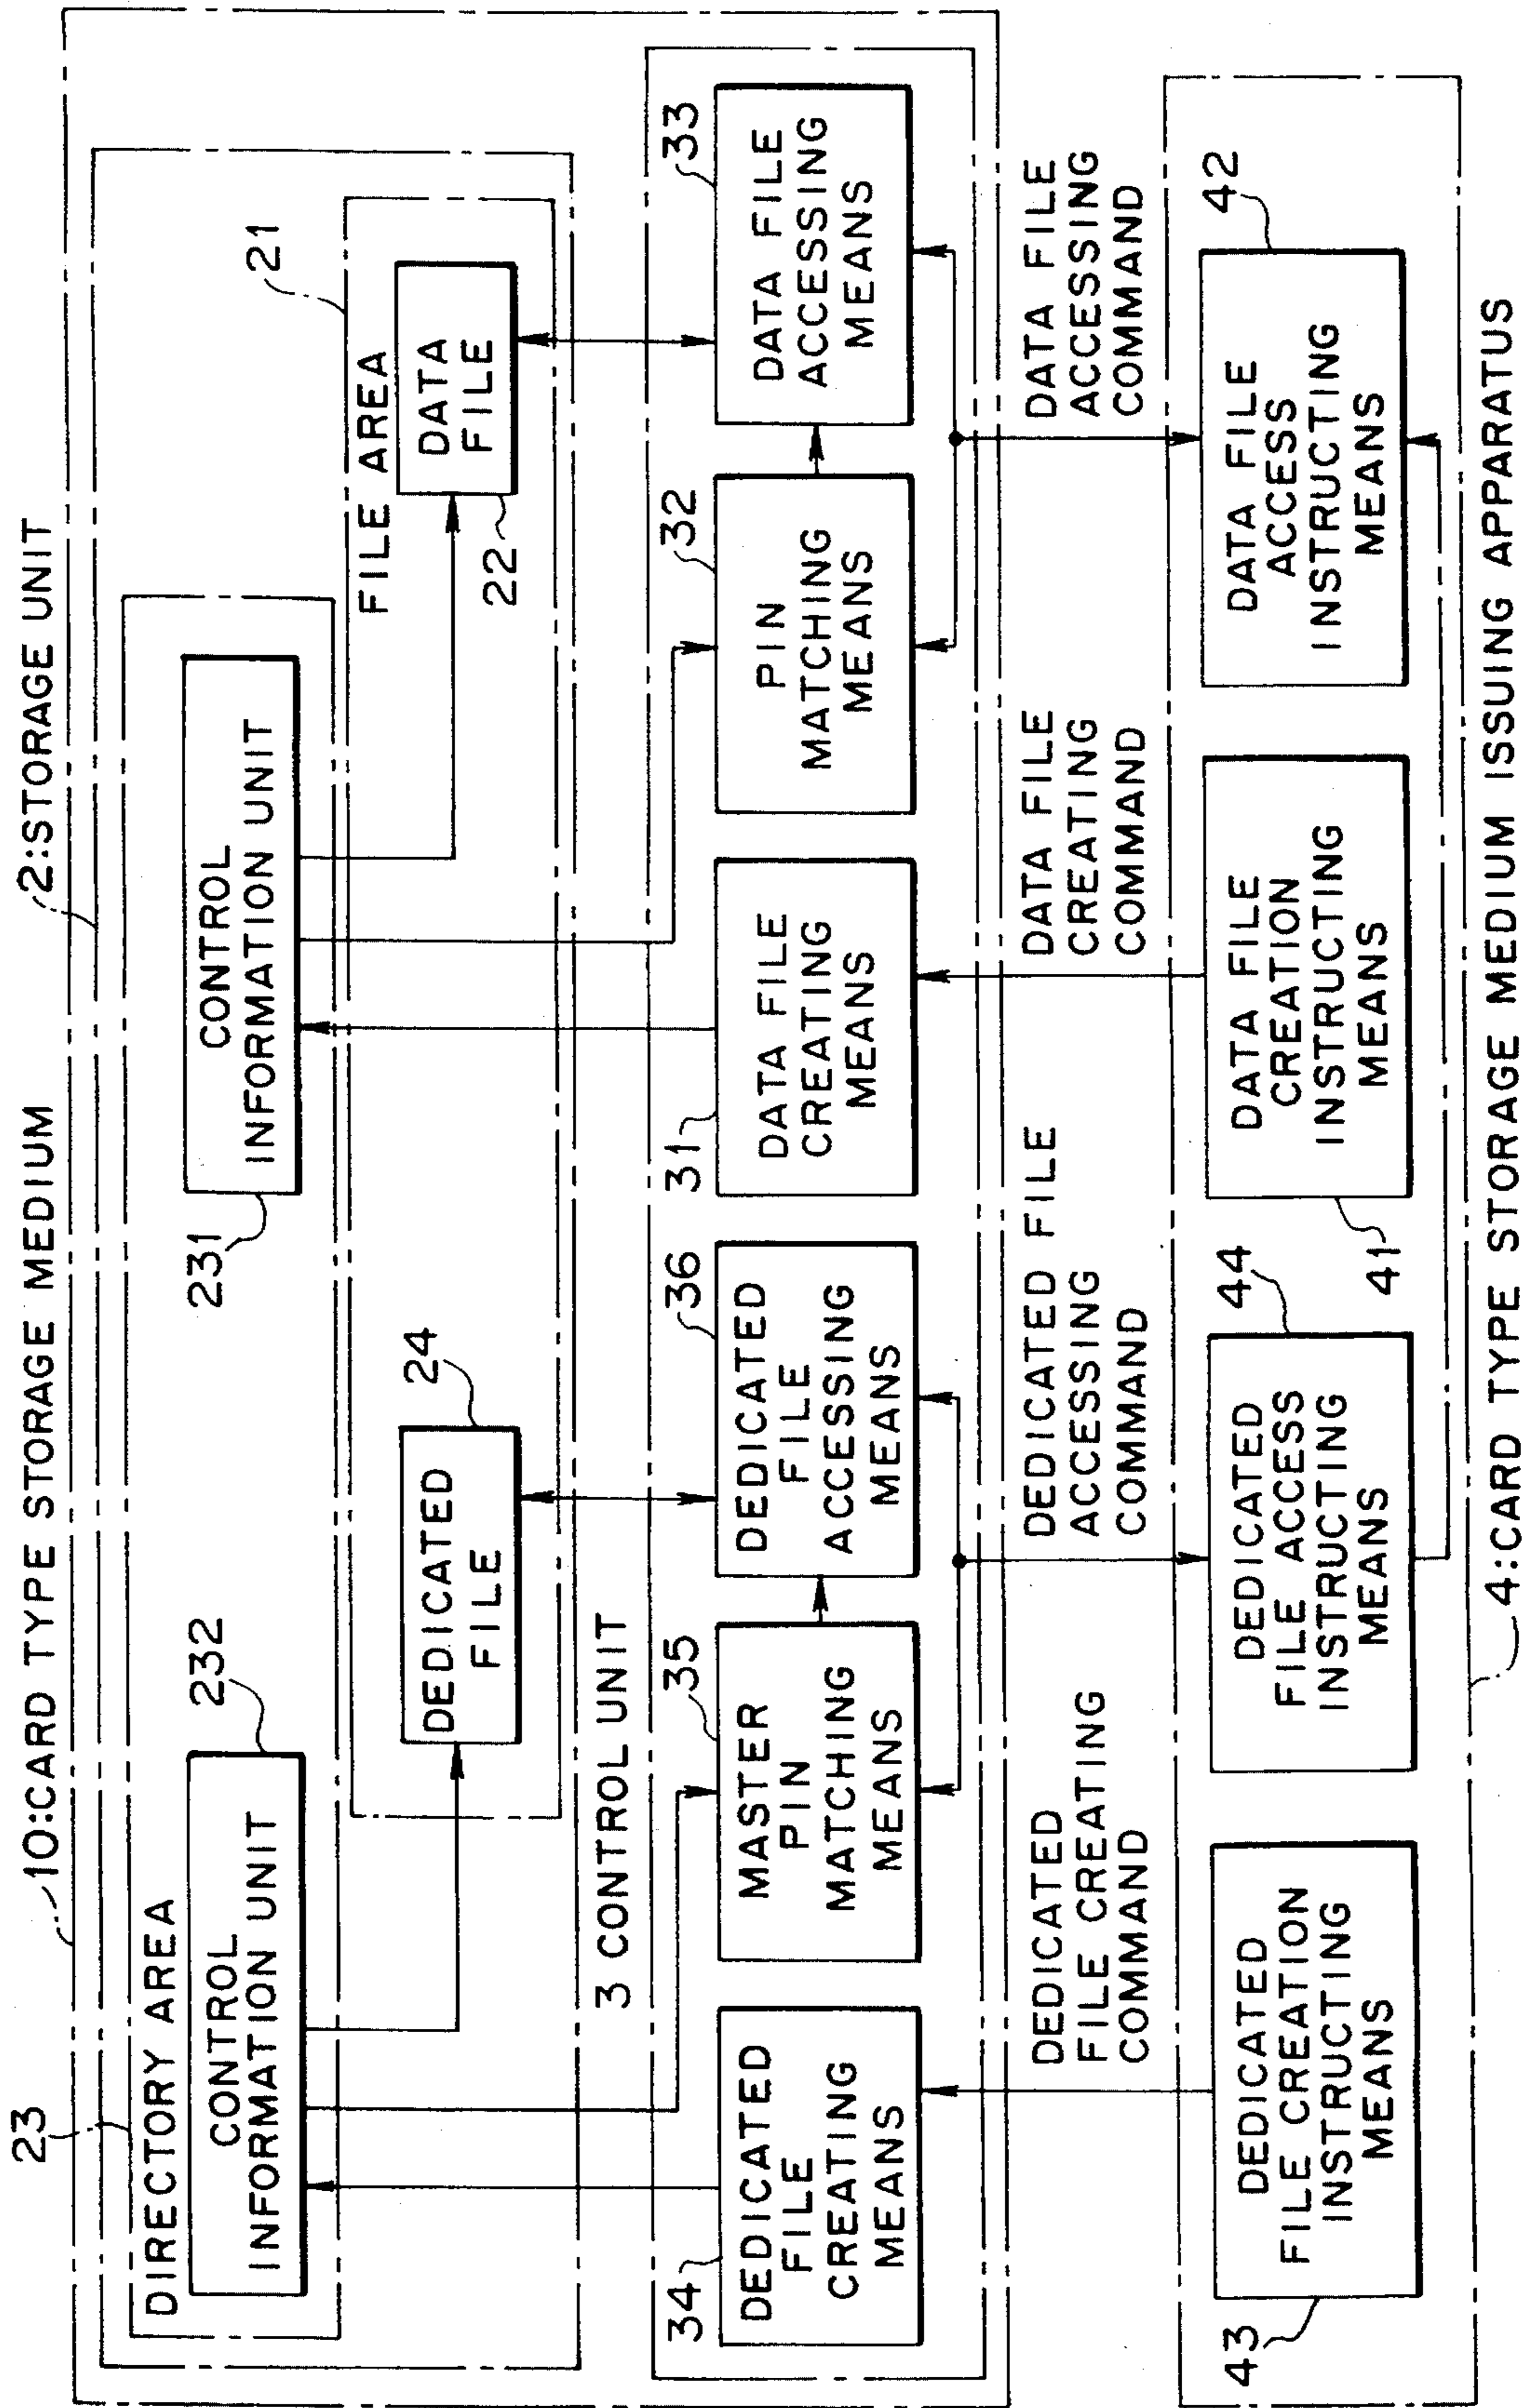 10:CARD TYPE STORAGE MEDIUM
2:STORAGE UNIT
23
DIRECTORY AREA
CONTROL
INFORMATION UNIT
232
CONTROL
INFORMATION UNIT
231
21
FILE AREA
DEDICATED
FILE
24
DATA
FILE
22
3 CONTROL UNIT
34
DEDICATED
FILE
CREATING
MEANS
35
MASTER
PIN
MATCHING
MEANS
36
DEDICATED
FILE
ACCESSING
MEANS
31
DATA FILE
CREATING
MEANS
32
PIN
MATCHING
MEANS
33
DATA FILE
ACCESSING
MEANS
DEDICATED
FILE CREATING
COMMAND
DEDICATED FILE
ACCESSING
COMMAND
DATA FILE
CREATING
COMMAND
DATA FILE
ACCESSING
COMMAND
43
DEDICATED
FILE CREATION
INSTRUCTING
MEANS
44
DEDICATED
FILE ACCESS
INSTRUCTING
MEANS
41
DATA FILE
CREATION
INSTRUCTING
MEANS
42
DATA FILE
ACCESS
INSTRUCTING
MEANS
4:CARD TYPE STORAGE MEDIUM ISSUING APPARATUS